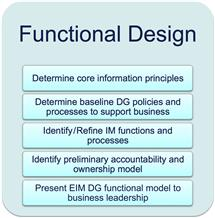 Functional Design
Determine core information principles
Determine baseline DG policies and
processes to support business
Identify/Refine IM functions and
processes
Identify preliminary accountability and
ownership model
Present EIM DG functional model to
business leadership